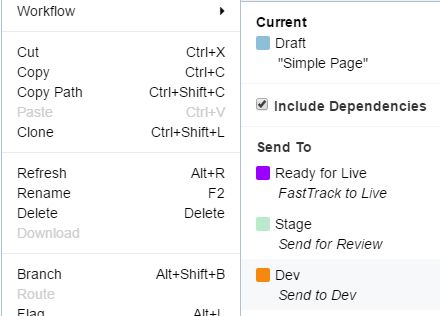 Workflow
Cut Ctrl+X
Copy Ctrl+C
Copy Path Ctrl+Shift+C
Paste Ctrl+V
Clone Ctrl+Shift+L
Refresh Alt+R
Rename F2
Delete Delete
Download
Branch Alt+Shift+B
Route
Flag Alt+L
Current
Draft
"Simple Page"
Include Dependencies
Send To
Ready for Live
FastTrack to Live
Stage
Send for Review
Dev
Send to Dev